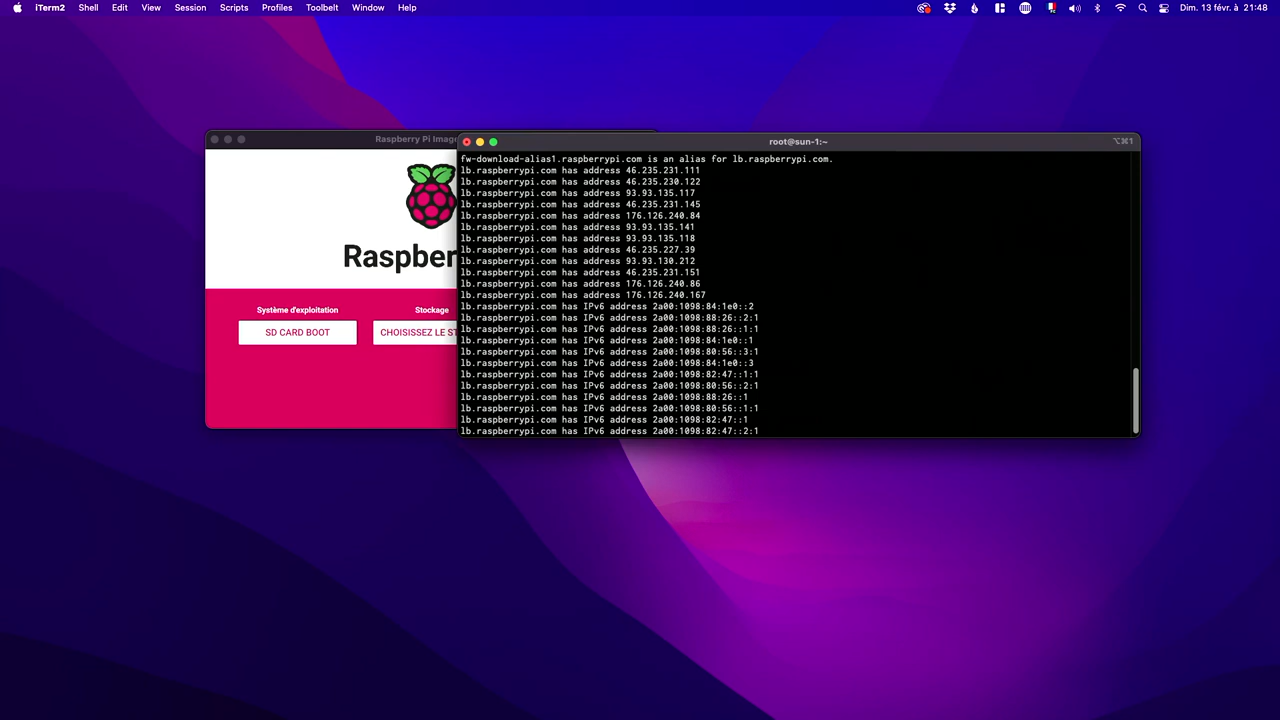 iTerm2 Shell Edit View Session Scripts Profiles Toolbelt Window Help
Dim. 13 févr. à 21:48
Raspberry Pi Image
Raspber
Système d'exploitation
Stockage
SD CARD BOOT
CHOISISSEZ LE ST
root@sun-1:~
⌥⌘1
fw-download-alias1.raspberrypi.com is an alias for lb.raspberrypi.com.
lb.raspberrypi.com has address 46.235.231.111
lb.raspberrypi.com has address 46.235.230.122
lb.raspberrypi.com has address 93.93.135.117
lb.raspberrypi.com has address 46.235.231.145
lb.raspberrypi.com has address 176.126.240.84
lb.raspberrypi.com has address 93.93.135.141
lb.raspberrypi.com has address 93.93.135.118
lb.raspberrypi.com has address 46.235.227.39
lb.raspberrypi.com has address 93.93.130.212
lb.raspberrypi.com has address 46.235.231.151
lb.raspberrypi.com has address 176.126.240.86
lb.raspberrypi.com has address 176.126.240.167
lb.raspberrypi.com has IPv6 address 2a00:1098:84:1e0::2
lb.raspberrypi.com has IPv6 address 2a00:1098:88:26::2:1
lb.raspberrypi.com has IPv6 address 2a00:1098:88:26::1:1
lb.raspberrypi.com has IPv6 address 2a00:1098:84:1e0::1
lb.raspberrypi.com has IPv6 address 2a00:1098:80:56::3:1
lb.raspberrypi.com has IPv6 address 2a00:1098:84:1e0::3
lb.raspberrypi.com has IPv6 address 2a00:1098:82:47::1:1
lb.raspberrypi.com has IPv6 address 2a00:1098:80:56::2:1
lb.raspberrypi.com has IPv6 address 2a00:1098:88:26::1
lb.raspberrypi.com has IPv6 address 2a00:1098:80:56::1:1
lb.raspberrypi.com has IPv6 address 2a00:1098:82:47::1
lb.raspberrypi.com has IPv6 address 2a00:1098:82:47::2:1